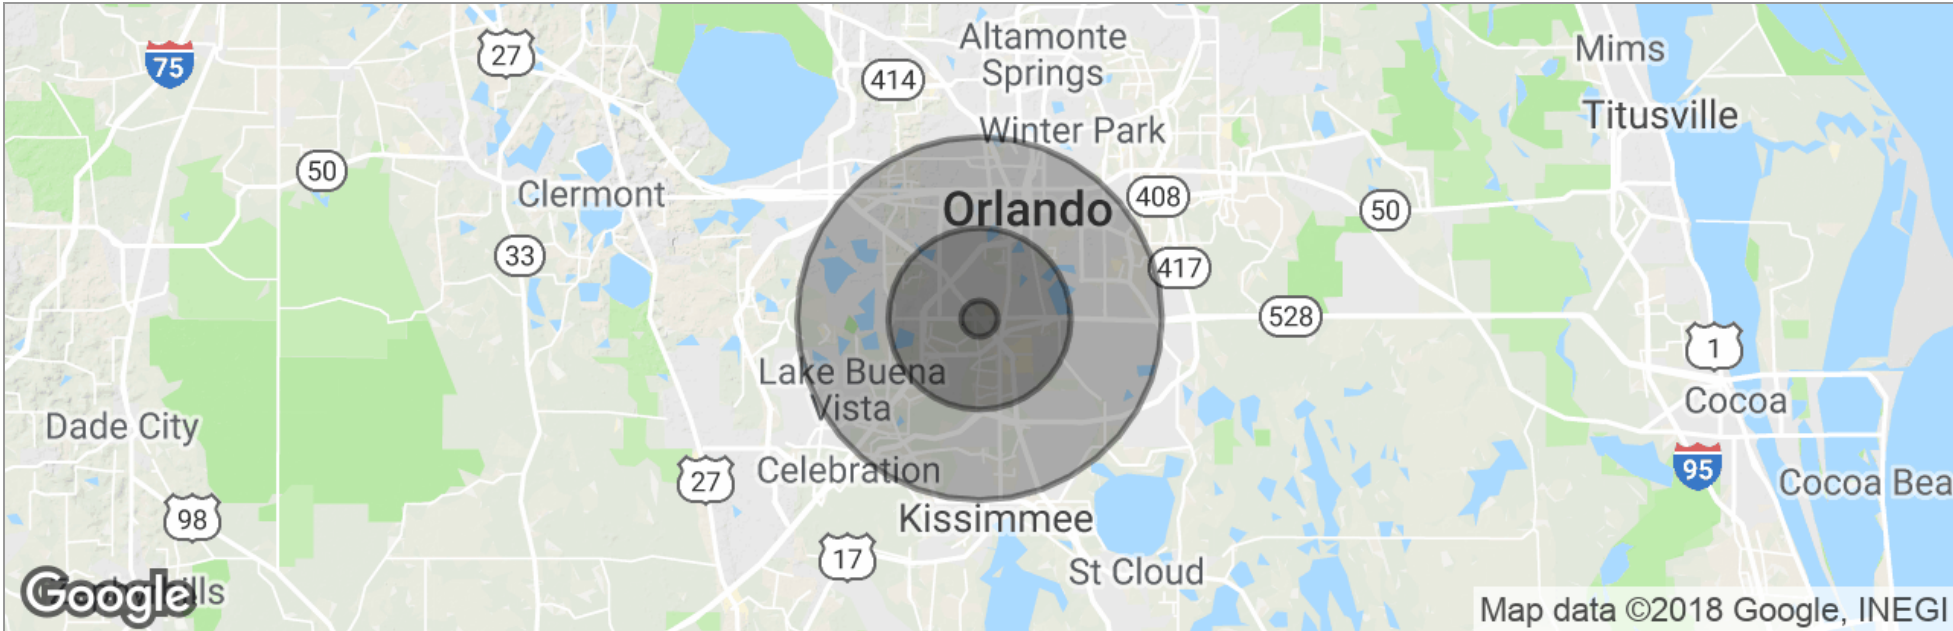 75
27
414
Altamonte
Springs
Mims
Titusville
Winter Park
50
Clermont
408
Orlando
50
33
417
528
1
Lake Buena
Vista
Cocoa
Dade City
27
Celebration
95
Cocoa Bea
98
Kissimmee
17
St Cloud
Google
Map data ©2018 Google, INEGI